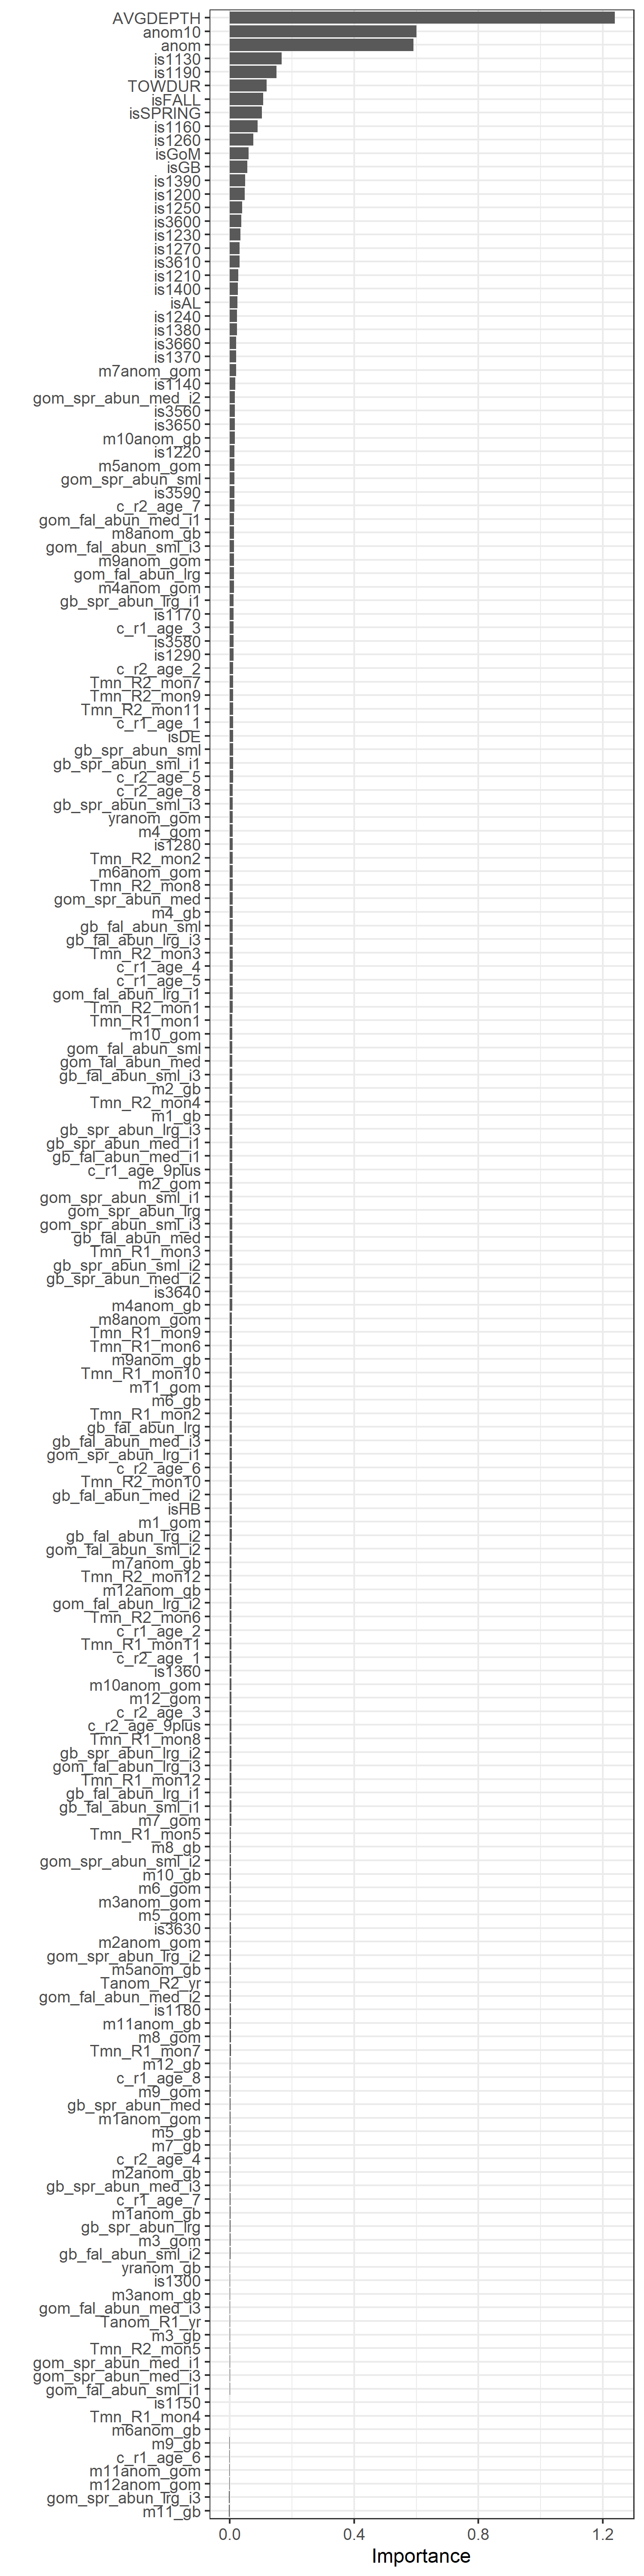 AVGDEPTH
anom10
anom
is1130
is1190
TOWDUR
isFALL
isSPRING
is1160
is1260
isGoM
isGB
is1390
is1200
is1250
is3600
is1230
is1270
is3610
is1210
is1400
isAL
is1240
is1380
is3660
is1370
m7anom_gom
is1140
gom_spr_abun_med_i2
is3560
is3650
m10anom_gb
is1220
m5anom_gom
gom_spr_abun_sml
is3590
c_r2_age_7
gom_fal_abun_med_i1
m8anom_gb
gom_fal_abun_sml_i3
m9anom_gom
gom_fal_abun_lrg
m4anom_gom
gb_spr_abun_lrg_i1
is1170
c_r1_age_3
is3580
is1290
c_r2_age_2
Tmn_R2_mon7
Tmn_R2_mon9
Tmn_R2_mon11
c_r1_age_1
isDE
gb_spr_abun_sml
gb_spr_abun_sml_i1
c_r2_age_5
c_r2_age_8
gb_spr_abun_sml_i3
yranom_gom
m4_gom
is1280
Tmn_R2_mon2
m6anom_gom
Tmn_R2_mon8
gom_spr_abun_med
m4_gb
gb_fal_abun_sml
gb_fal_abun_lrg_i3
Tmn_R2_mon3
c_r1_age_4
c_r1_age_5
gom_fal_abun_lrg_i1
Tmn_R2_mon1
Tmn_R1_mon1
m10_gom
gom_fal_abun_sml
gom_fal_abun_med
gb_fal_abun_sml_i3
m2_gb
Tmn_R2_mon4
m1_gb
gb_spr_abun_lrg_i3
gb_spr_abun_med_i1
gb_fal_abun_med_i1
c_r1_age_9plus
m2_gom
gom_spr_abun_sml_i1
gom_spr_abun_lrg
gom_spr_abun_sml_i3
gb_fal_abun_med
Tmn_R1_mon3
gb_spr_abun_sml_i2
gb_spr_abun_med_i2
is3640
m4anom_gb
m8anom_gom
Tmn_R1_mon9
Tmn_R1_mon6
m9anom_gb
Tmn_R1_mon10
m11_gom
m6_gb
Tmn_R1_mon2
gb_fal_abun_lrg
gb_fal_abun_med_i3
gom_spr_abun_lrg_i1
c_r2_age_6
Tmn_R2_mon10
gb_fal_abun_med_i2
isHB
m1_gom
gb_fal_abun_lrg_i2
gom_fal_abun_sml_i2
m7anom_gb
Tmn_R2_mon12
m12anom_gb
gom_fal_abun_lrg_i2
Tmn_R2_mon6
c_r1_age_2
Tmn_R1_mon11
c_r2_age_1
is1360
m10anom_gom
m12_gom
c_r2_age_3
c_r2_age_9plus
Tmn_R1_mon8
gb_spr_abun_lrg_i2
gom_fal_abun_lrg_i3
Tmn_R1_mon12
gb_fal_abun_lrg_i1
gb_fal_abun_sml_i1
m7_gom
Tmn_R1_mon5
m8_gb
gom_spr_abun_sml_i2
m10_gb
m6_gom
m3anom_gom
m5_gom
is3630
m2anom_gom
gom_spr_abun_lrg_i2
m5anom_gb
Tanom_R2_yr
gom_fal_abun_med_i2
is1180
m11anom_gb
m8_gom
Tmn_R1_mon7
m12_gb
c_r1_age_8
m9_gom
gb_spr_abun_med
m1anom_gom
m5_gb
m7_gb
c_r2_age_4
m2anom_gb
gb_spr_abun_med_i3
c_r1_age_7
m1anom_gb
gb_spr_abun_lrg
m3_gom
gb_fal_abun_sml_i2
yranom_gb
is1300
m3anom_gb
gom_fal_abun_med_i3
Tanom_R1_yr
m3_gb
Tmn_R2_mon5
gom_spr_abun_med_i1
gom_spr_abun_med_i3
gom_fal_abun_sml_i1
is1150
Tmn_R1_mon4
m6anom_gb
m9_gb
c_r1_age_6
m11anom_gom
m12anom_gom
gom_spr_abun_lrg_i3
m11_gb
0.0 0.4 0.8 1.2
Importance